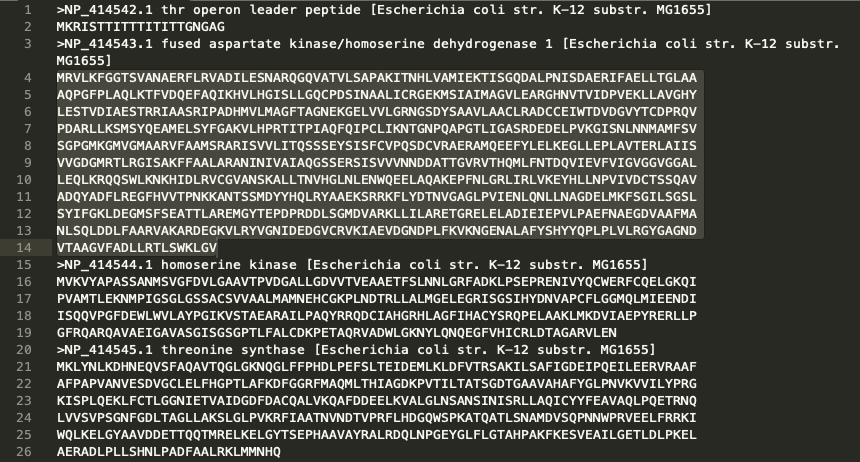 1 >NP_414542.1 thr operon leader peptide [Escherichia coli str. K-12 substr. MG1655]
2 MKRISTTITTTITITTGNGAG
3 >NP_414543.1 fused aspartate kinase/homoserine dehydrogenase 1 [Escherichia coli str. K-12 substr.
MG1655]
4 MRVLKFGGTSVANAERFLRVADILESNARQGQVATVLSAPAKITNHLVAMIEKTISGQDALPNISDAERIFAELLTGLAA
5 AQPGFPLAQLKTFVDQEFAQIKHVLHGISLLGQCPDSINAALICRGEKMSIAIMAGVLEARGHNVTVIDPVEKLLAVGHY
6 LESTVDIAESTRRIAASRIPADHMVLMAGFTAGNEKGELVVLGRNGSDYSAAVLAACLRADCCEIWTDVDGVYTCDPRQV
7 PDARLLKSMSYQEAMELSYFGAKVLHPRTITPIAQFQIPCLIKNTGNPQAPGTLIGASRDEDELPVKGISNLNNMAMFSV
8 SGPGMKGMVGMAARVFAAMSRARISVVLITQSSSEYSISFCVPQSDCVRAERAMQEEFYLELKEGLLEPLAVTERLAIIS
9 VVGDGMRTLRGISAKFFAALARANINIVAIAQGSSERSISVVVNNDDATTGVRVTHQMLFNTDQVIEVFVIGVGGVGGAL
10 LEQLKRQQSWLKNKHIDLRVCGVANSKALLTNVHGLNLENWQEELAQAKEPFNLGRLIRLVKEYHLLNPVIVDCTSSQAV
11 ADQYADFLREGFHVVTPNKKANTSSMDYYHQLRYAAEKSRRKFLYDTNVGAGLPVIENLQNLLNAGDELMKFSGILSGSL
12 SYIFGKLDEGMSFSEATTLAREMGYTEPDPRDDLSGMDVARKLLILARETGRELELADIEIEPVLPAEFNAEGDVAAFMA
13 NLSQLDDLFAARVAKARDEGKVLRYVGNIDEDGVCRVKIAEVDGNDPLFKVKNGENALAFYSHYYQPLPLVLRGYGAGND
14 VTAAGVFADLLRTLSWKLGV
15 >NP_414544.1 homoserine kinase [Escherichia coli str. K-12 substr. MG1655]
16 MVKVYAPASSANMSVGFDVLGAAVTPVDGALLGDVVTVEAAETFSLNNLGRFADKLPSEPRENIVYQCWERFCQELGKQI
17 PVAMTLEKNMPIGSGLGSSACSVVAALMAMNEHCGKPLNDTRLLALMGELEGRISGSIHYDNVAPCFLGGMQLMIEENDI
18 ISQQVPGFDEWLWVLAYPGIKVSTAEARAILPAQYRRQDCIAHGRHLAGFIHACYSRQPELAAKLMKDVIAEPYRERLLP
19 GFRQARQAVAEIGAVASGISGSGPTLFALCDKPETAQRVADWLGKNYLQNQEGFVHICRLDTAGARVLEN
20 >NP_414545.1 threonine synthase [Escherichia coli str. K-12 substr. MG1655]
21 MKLYNLKDHNEQVSFAQAVTQGLGKNQGLFFPHDLPEFSLTEIDEMLKLDFVTRSAKILSAFIGDEIPQEILEERVRAAF
22 AFPAPVANVESDVGCLELFHGPTLAFKDFGGRFMAQMLTHIAGDKPVTILTATSGDTGAAVAHAFYGLPNVKVVILYPRG
23 KISPLQEKLFCTLGGNIETVAIDGDFDACQALVKQAFDDEELKVALGLNSANSINISRLLAQICYYFEAVAQLPQETRNQ
24 LVVSVPSGNFGDLTAGLLAKSLGLPVKRFIAATNVNDTVPRFLHDGQWSPKATQATLSNAMDVSQPNNWPRVEELFRRKI
25 WQLKELGYAAVDDETTQQTMRELKELGYTSEPHAAVAYRALRDQLNPGEYGLFLGTAHPAKFKESVEAILGETLDLPKEL
26 AERADLPLLSHNLPADFAALRKLMMNHQ